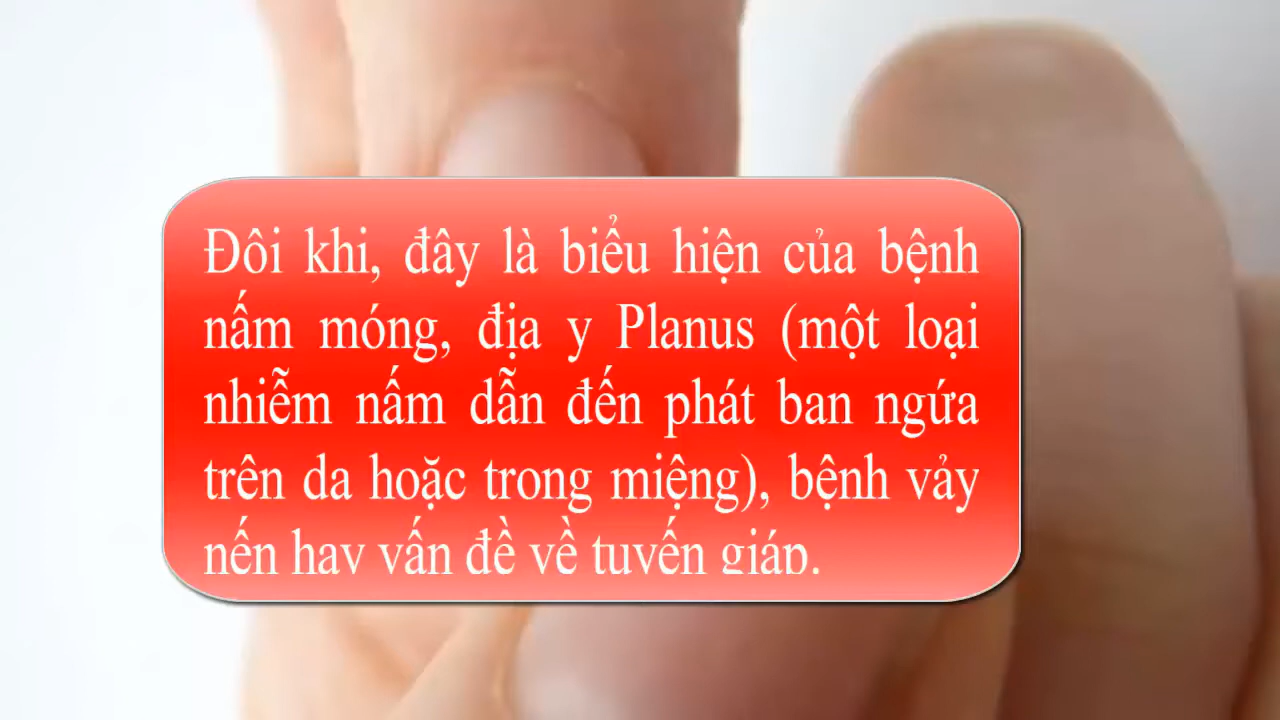 Đôi khi, đây là biểu hiện của bệnh
nấm móng, địa y Planus (một loại
nhiễm nấm dẫn đến phát ban ngứa
trên da hoặc trong miệng), bệnh vảy
nến hay vấn đề về tuyến giáp.